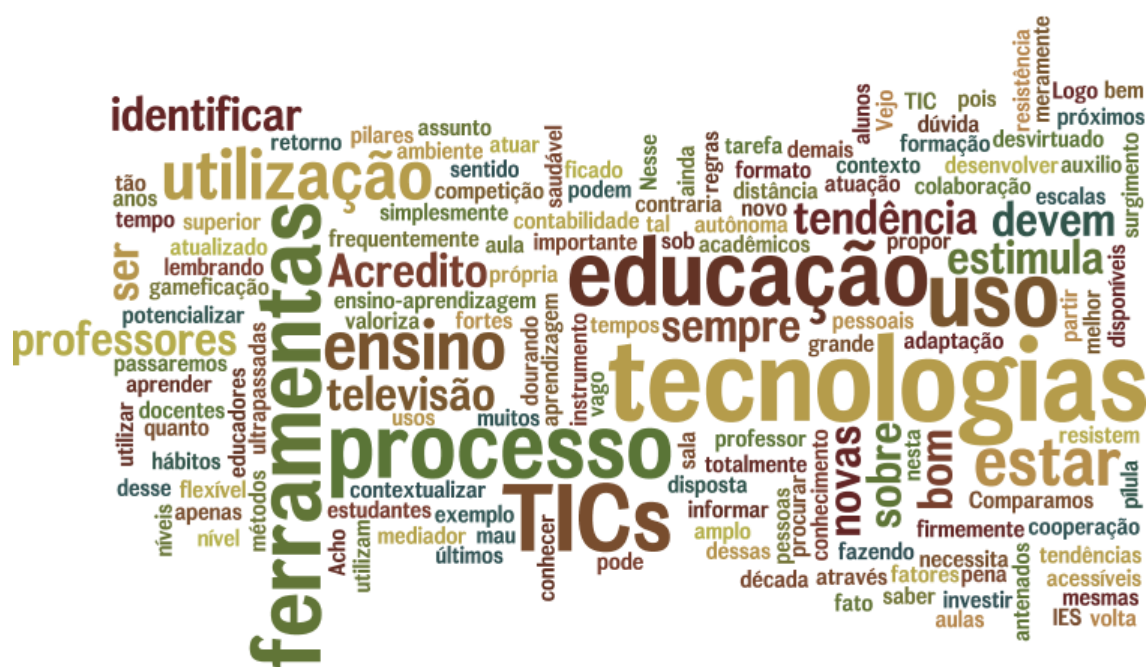 identificar
retorno
pilares
assunto
ambiente
atuar
utilização
sentido
competição
saudável
ficado
podem
Nesse
ainda
regras
tarefa
demais
alunos
Vejo
TIC
pois
dúvida
resistência
meramente
Logo
bem
próximos
formação
desvirtuado
formato
contexto
desenvolver
auxilio
surgimento
distância
atuação
colaboração
escalas
contraria
novo
tão
anos
tempo
superior
simplesmente
contabilidade
tal
autônoma
tendência
devem
ser
atualizado
frequentemente
aula
importante
sob
acadêmicos
propor
estimula
lembrando
gameficação
ferramentas
Acredito
própria
educação
uso
disponíveis
potencializar
ensino-aprendizagem
valoriza
fortes
dourando
aprendizagem
instrumento
tempos
sempre
pessoais
grande
adaptação
partir
melhor
professores
ensino
vago
tecnologias
passaremos
aprender
educadores
ultrapassadas
televisão
usos
muitos
utilizar
docentes
quanto
hábitos
processo
sala
professor
totalmente
novas
sobre
nesta
bom
estar
resistem
pílula
desse
flexível
apenas
métodos
contextualizar
TICs
disposta
conhecimento
Comparamos
níveis
nível
estudantes
exemplo
informar
pessoas
procurar
firmemente
cooperação
Acho
utilizam
mediador
mau
últimos
conhecer
pode
amplo
dessas
fazendo
necessita
antenados
tendências
década
através
fatores
pena
acessíveis
fato
saber
investir
mesmas
aulas
IES
volta